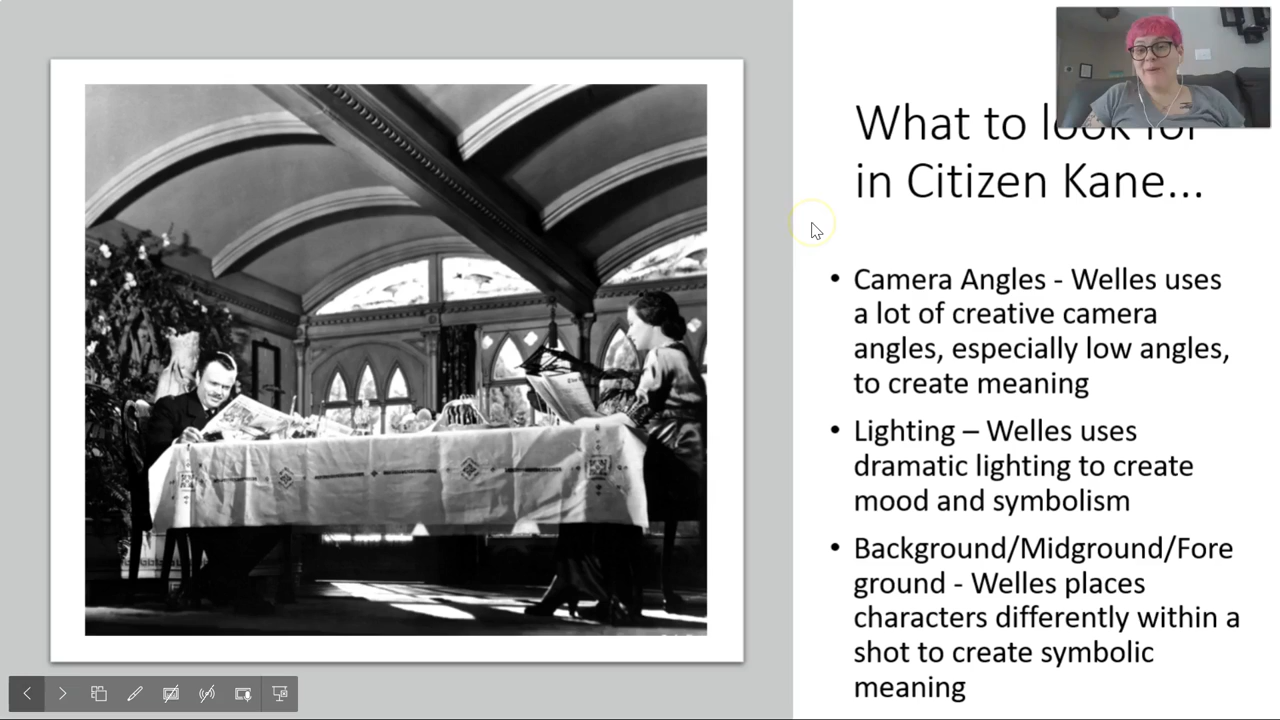 What to look for
in Citizen Kane...
• Camera Angles - Welles uses
a lot of creative camera
angles, especially low angles,
to create meaning
• Lighting – Welles uses
dramatic lighting to create
mood and symbolism
• Background/Midground/Fore
ground - Welles places
characters differently within a
shot to create symbolic
meaning